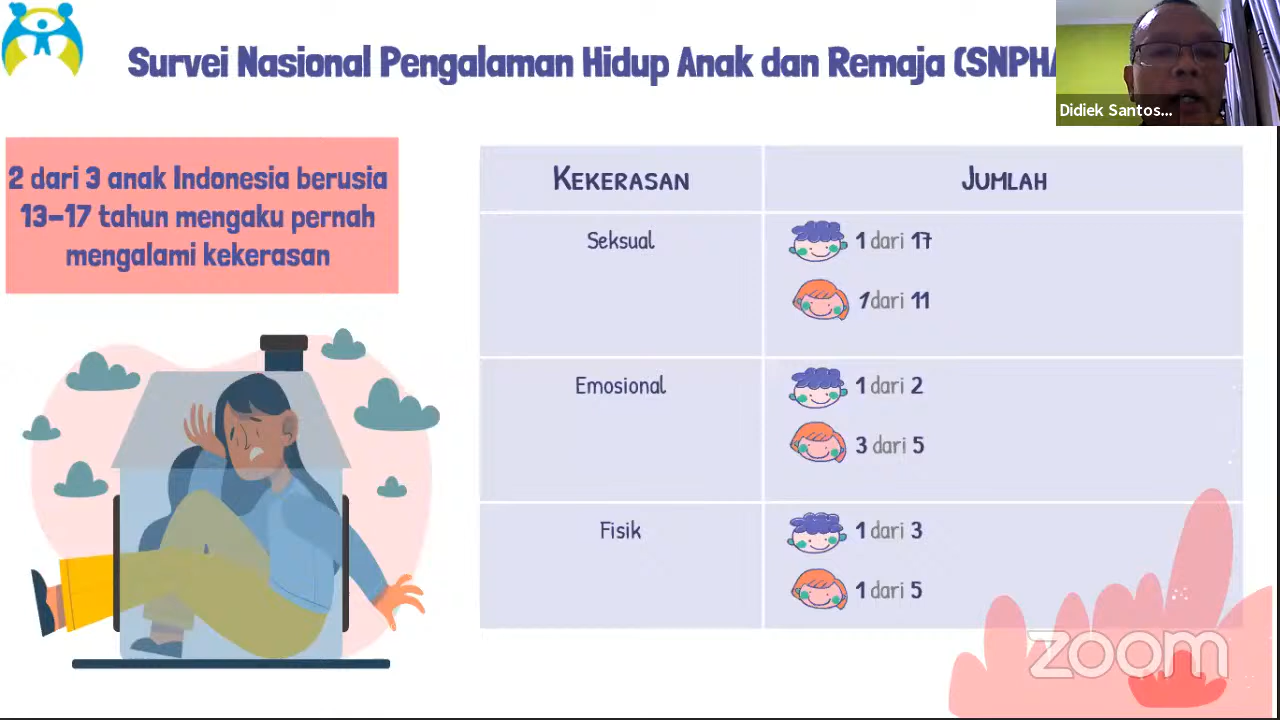 Survei Nasional Pengalaman Hidup Anak dan Remaja (SNPHA
Didiek Santos...
2 dari 3 anak Indonesia berusia
13-17 tahun mengaku pernah
mengalami kekerasan
KEKERASAN
JUMLAH
Seksual
1 dari 17
1 dari 11
Emosional
1 dari 2
3 dari 5
Fisik
1 dari 3
1 dari 5
zoom